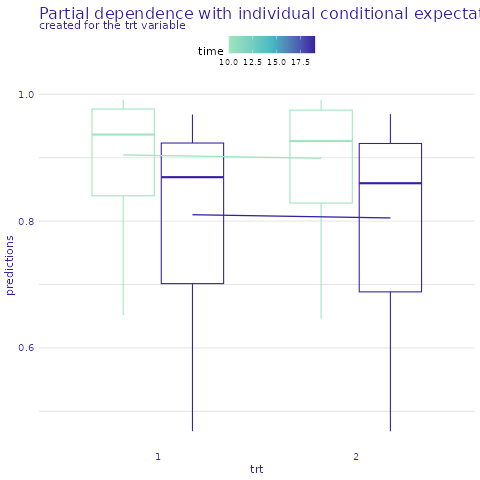 Partial dependence with individual conditional expectat
created for the trt variable
time
10.0 12.5 15.0 17.5
1.0
0.8
0.6
predictions
1 2
trt